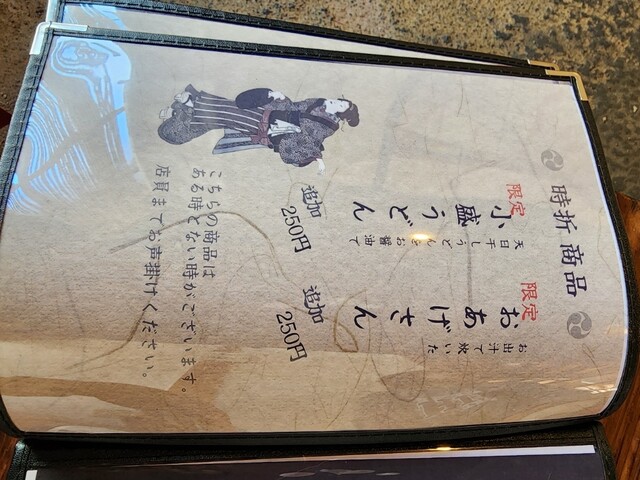 時折 商品
お出汁で炊いた
限定
おあげさん
追加
250円
天日干しうどんをお醤油で
限定
小盛うどん
追加
250円
こちらの商品は
ある時とない時がございます。
店員までお声掛けください。